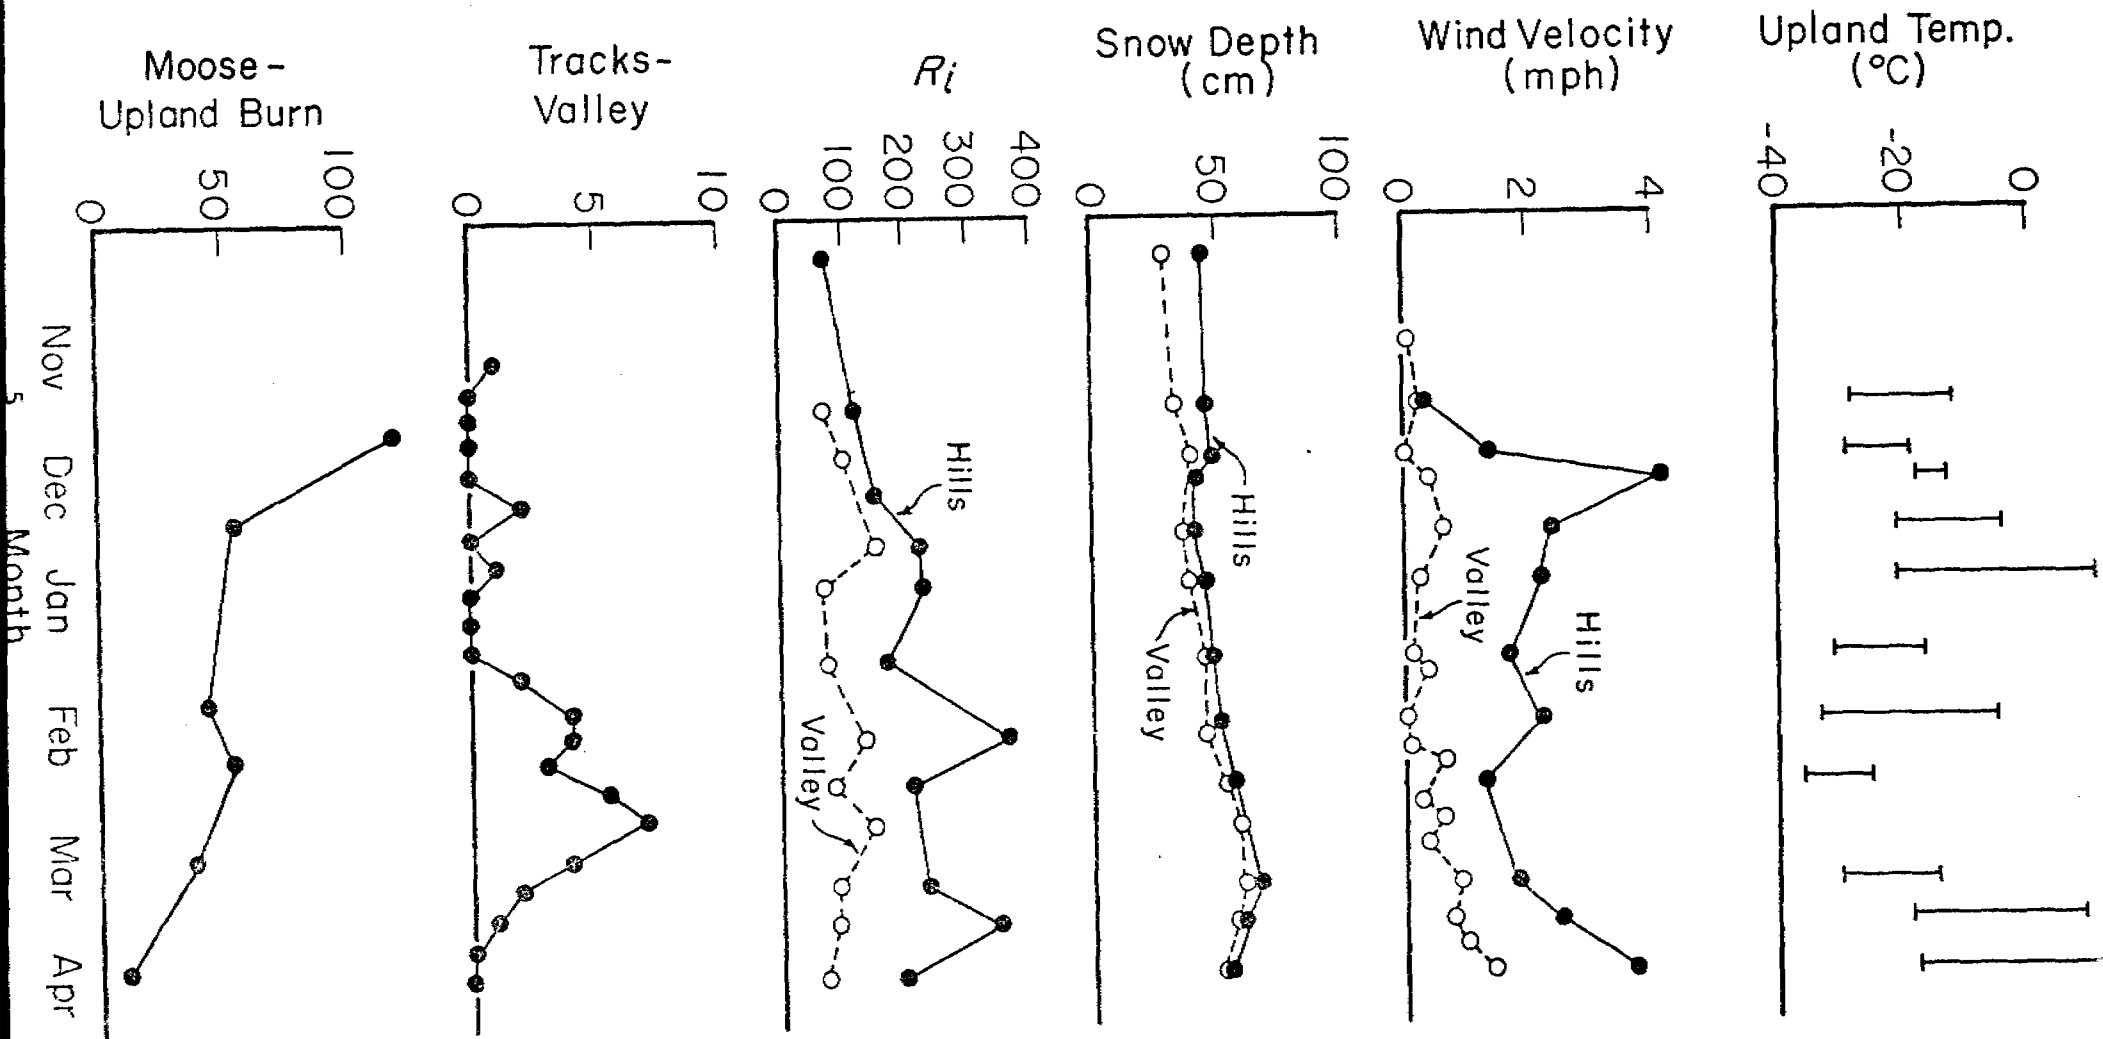 Moose-
Upland Burn
0
50
100
Tracks-
Valley
0
5
10
Ri
0
100
200
300
400
Hills
Valley
Snow Depth
(cm)
0
50
100
Hills
Valley
Wind Velocity
(mph)
0
2
4
Valley
Hills
Upland Temp.
(°C)
-40
-20
0
Nov
Dec
Jan
Feb
Mar
Apr
5
Month